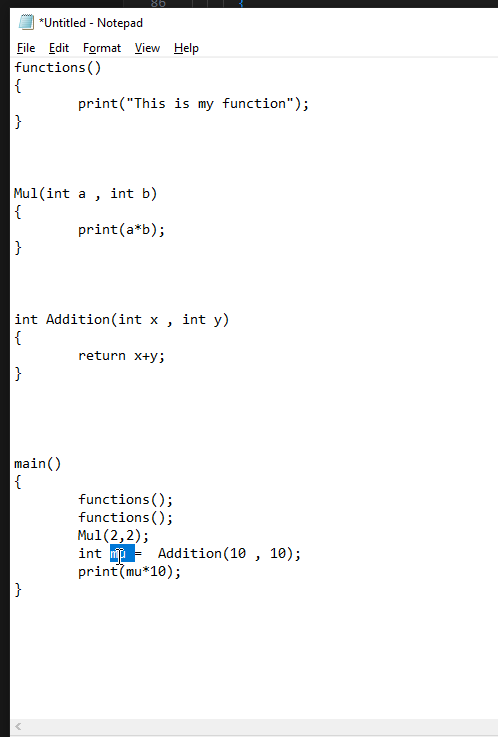 86 {
*Untitled - Notepad
File Edit Format View Help
functions()
{
print("This is my function");
}
Mul(int a , int b)
{
print(a*b);
}
int Addition(int x , int y)
{
return x+y;
}
main()
{
functions();
functions();
Mul(2,2);
int mu = Addition(10 , 10);
print(mu*10);
}